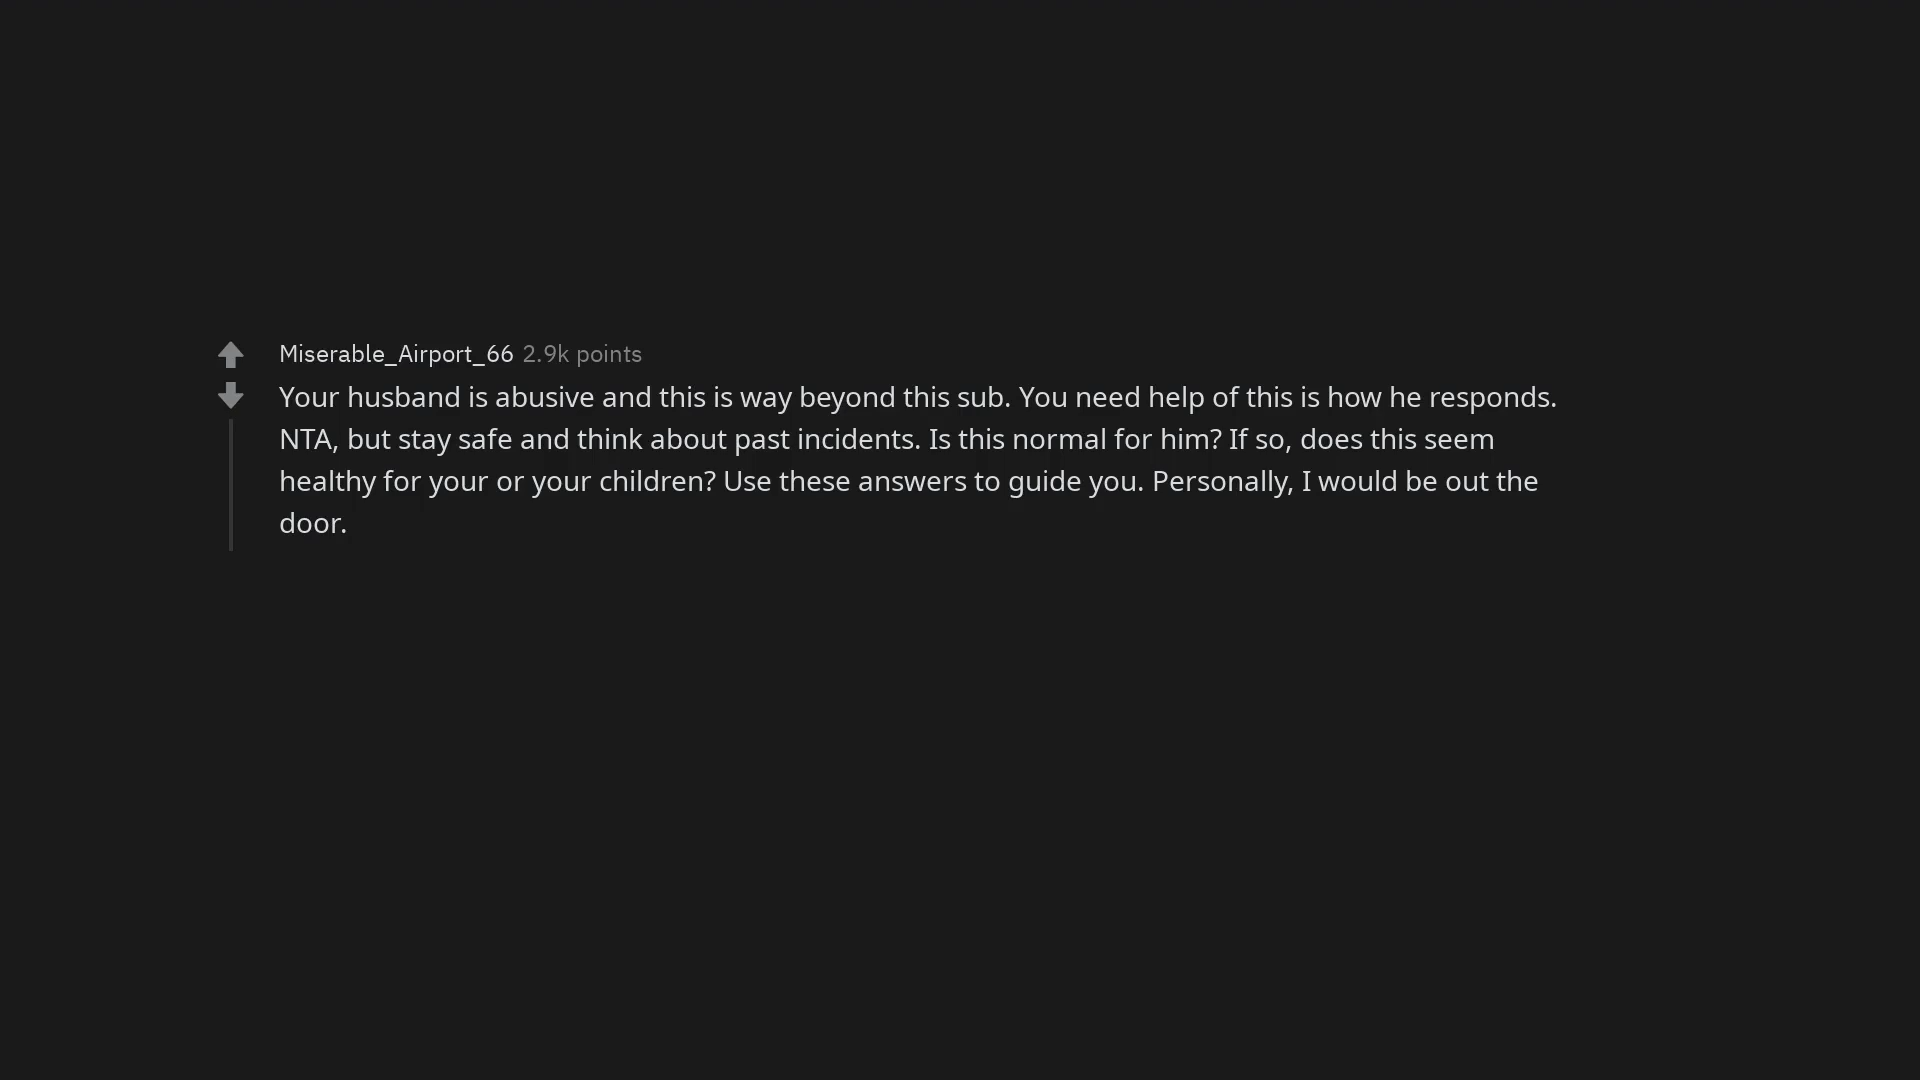 Miserable_Airport_66 2.9k points
Your husband is abusive and this is way beyond this sub. You need help of this is how he responds.
NTA, but stay safe and think about past incidents. Is this normal for him? If so, does this seem
healthy for your or your children? Use these answers to guide you. Personally, I would be out the
door.